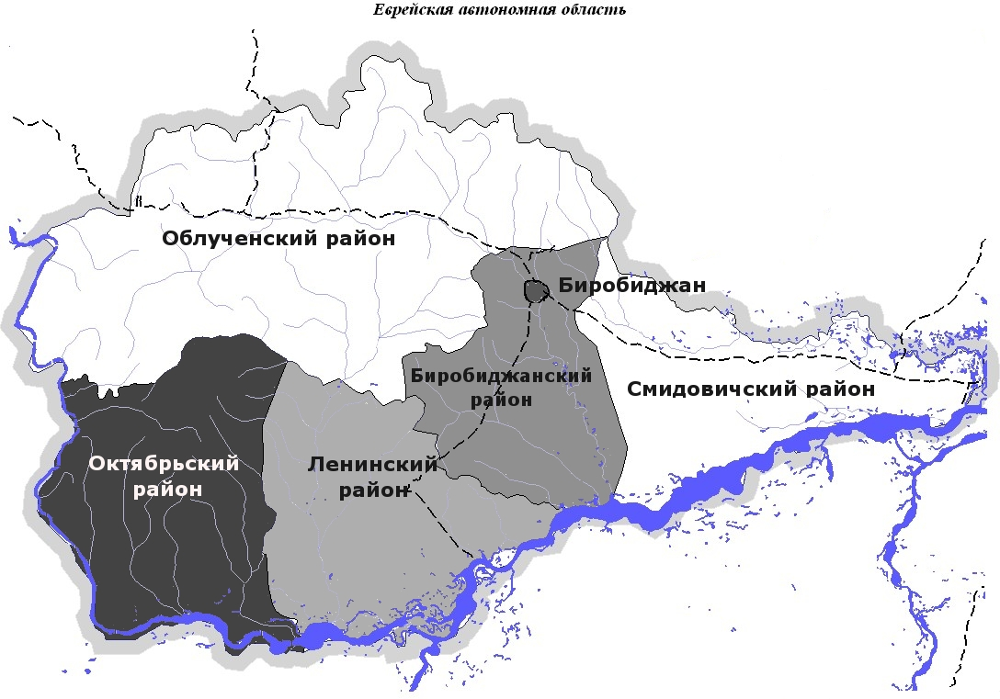 Еврейская автономная область
Облученский район
Биробиджан
Биробиджанский
район
Смидовичский район
Октябрьский
район
Ленинский
район